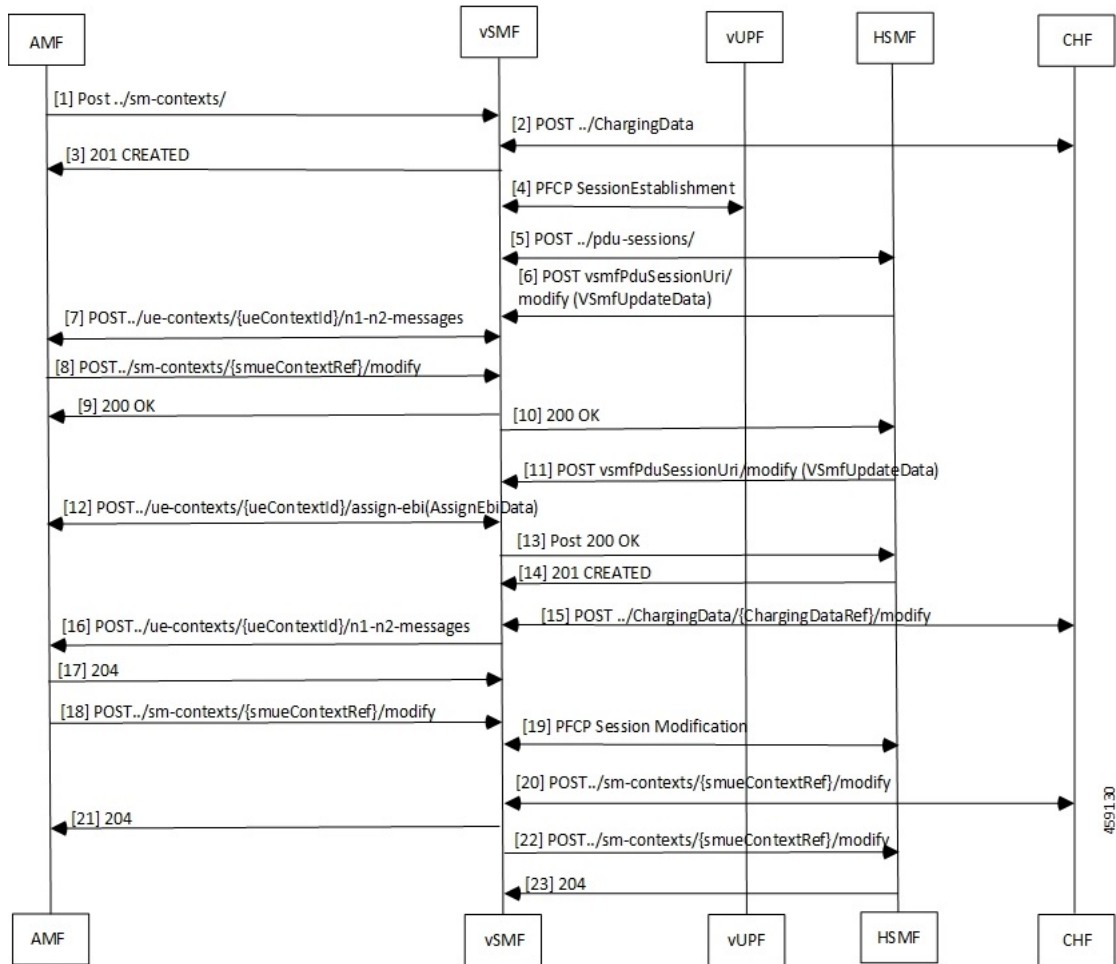 AMF
vSMF
vUPF
HSMF
CHF
[1] Post ../sm-contexts/
[2] POST ../ChargingData
[3] 201 CREATED
[4] PFCP SessionEstablishment
[5] POST ../pdu-sessions/
[6] POST vsmfPduSessionUri/
modify (VSmfUpdateData)
[7] POST../ue-contexts/{ueContextId}/n1-n2-messages
[8] POST../sm-contexts/{smueContextRef}/modify
[9] 200 OK
[10] 200 OK
[11] POST vsmfPduSessionUri/modify (VSmfUpdateData)
[12] POST../ue-contexts/{ueContextId}/assign-ebi(AssignEbiData)
[13] Post 200 OK
[14] 201 CREATED
[15] POST ../ChargingData/{ChargingDataRef}/modify
[16] POST../ue-contexts/{ueContextId}/n1-n2-messages
[17] 204
[18] POST../sm-contexts/{smueContextRef}/modify
[19] PFCP Session Modification
[20] POST../sm-contexts/{smueContextRef}/modify
[21] 204
[22] POST../sm-contexts/{smueContextRef}/modify
[23] 204
459130
AMF
vSMF
vUPF
HSMF
CHF